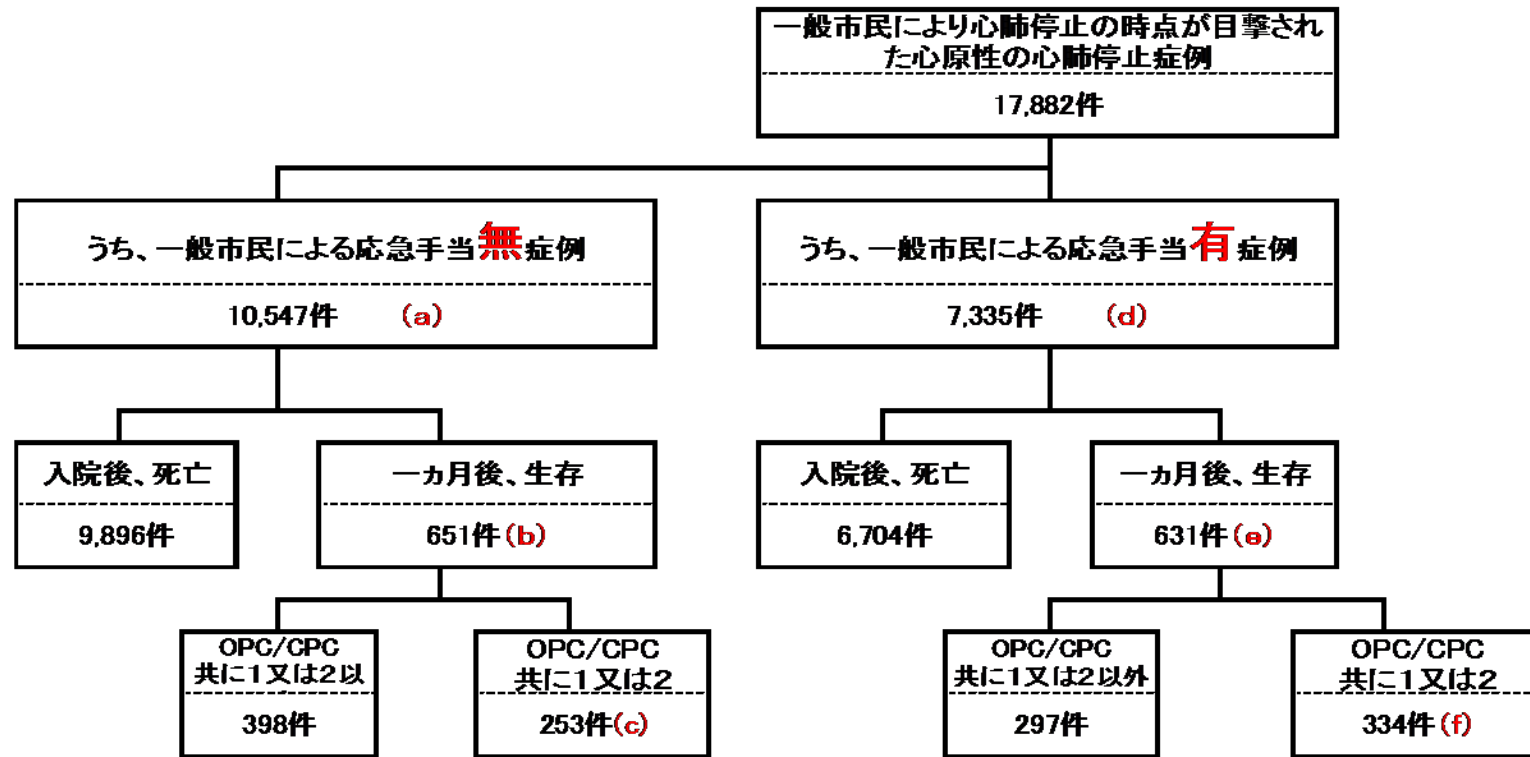 一般市民により心肺停止の時点が目撃され
た心原性の心肺停止症例
17,882件
うち、一般市民による応急手当無症例
10,547件 (a)
うち、一般市民による応急手当有症例
7,335件 (d)
入院後、死亡
9,896件
一ヵ月後、生存
651件(b)
入院後、死亡
6,704件
一ヵ月後、生存
631件(e)
OPC/CPC
共に1又は2以
398件
OPC/CPC
共に1又は2
253件(c)
OPC/CPC
共に1又は2以外
297件
OPC/CPC
共に1又は2
334件(f)